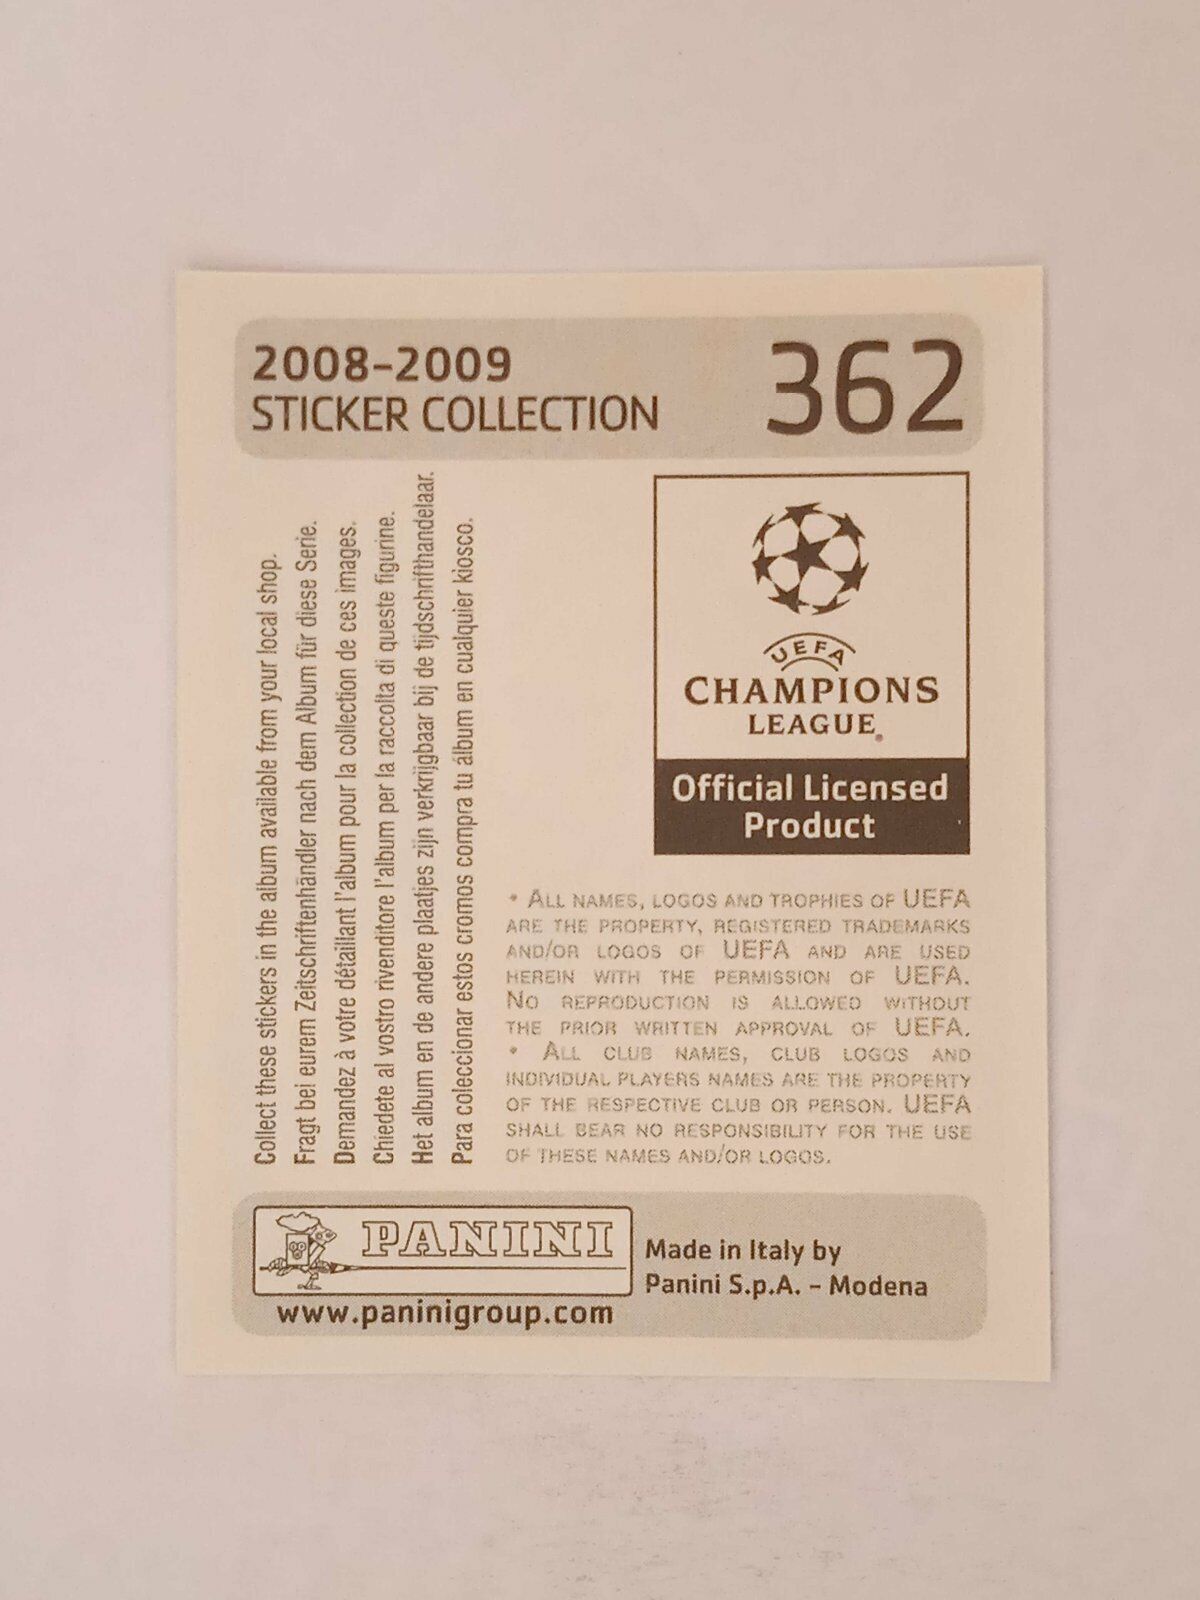 2008-2009
STICKER COLLECTION
362
Collect these stickers in the album available from your local shop.
Fragt bei eurem Zeitschriftenhändler nach dem Album für diese Serie.
Demandez à votre détaillant l'album pour la collection de ces images.
Chiedete al vostro rivenditore l'album per la raccolta di queste figurine.
Het album en de andere plaatjes zijn verkrijgbaar bij de tijdschrifthandelaar.
Para coleccionar estos cromos compra tu álbum en cualquier kiosco.
UEFA
CHAMPIONS
LEAGUE
Official Licensed
Product
• ALL NAMES, LOGOS AND TROPHIES OF UEFA
ARE THE PROPERTY, REGISTERED TRADEMARKS
AND/OR LOGOS OF UEFA AND ARE USED
HEREIN WITH THE PERMISSION OF UEFA.
NO REPRODUCTION IS ALLOWED WITHOUT
THE PRIOR WRITTEN APPROVAL OF UEFA.
• ALL CLUB NAMES, CLUB LOGOS AND
INDIVIDUAL PLAYERS NAMES ARE THE PROPERTY
OF THE RESPECTIVE CLUB OR PERSON. UEFA
SHALL BEAR NO RESPONSIBILITY FOR THE USE
OF THESE NAMES AND/OR LOGOS.
PANINI
www.paninigroup.com
Made in Italy by
Panini S.p.A. - Modena